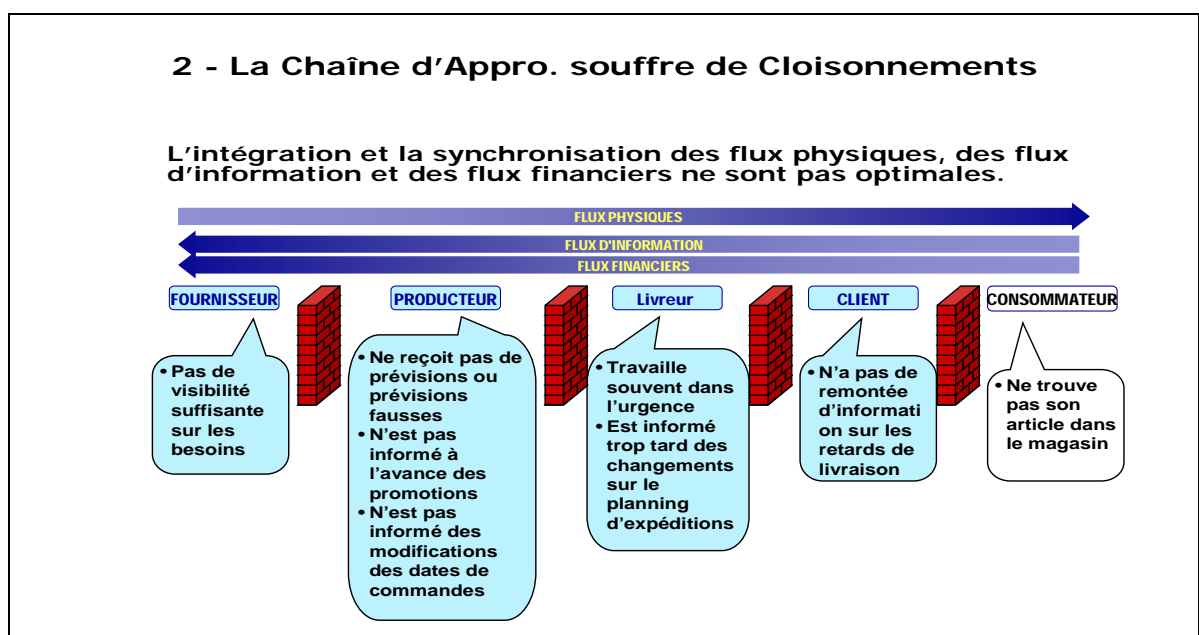 2 - La Chaîne d'Appro. souffre de Cloisonnements
L'intégration et la synchronisation des flux physiques, des flux
d'information et des flux financiers ne sont pas optimales.
FLUX PHYSIQUES
FLUX D'INFORMATION
FLUX FINANCIERS
FOURNISSEUR
PRODUCTEUR
Livreur
CLIENT
CONSOMMATEUR
• Pas de
visibilité
suffisante
sur les
besoins
• Ne reçoit pas de
prévisions ou
prévisions
fausses
• N'est pas
informé à
l'avance des
promotions
• N'est pas
informé des
modifications
des dates de
commandes
• Travaille
souvent dans
l'urgence
• Est informé
trop tard des
changements
sur le
planning
d'expéditions
• N'a pas de
remontée
d'informati
on sur les
retards de
livraison
• Ne trouve
pas son
article dans
le magasin